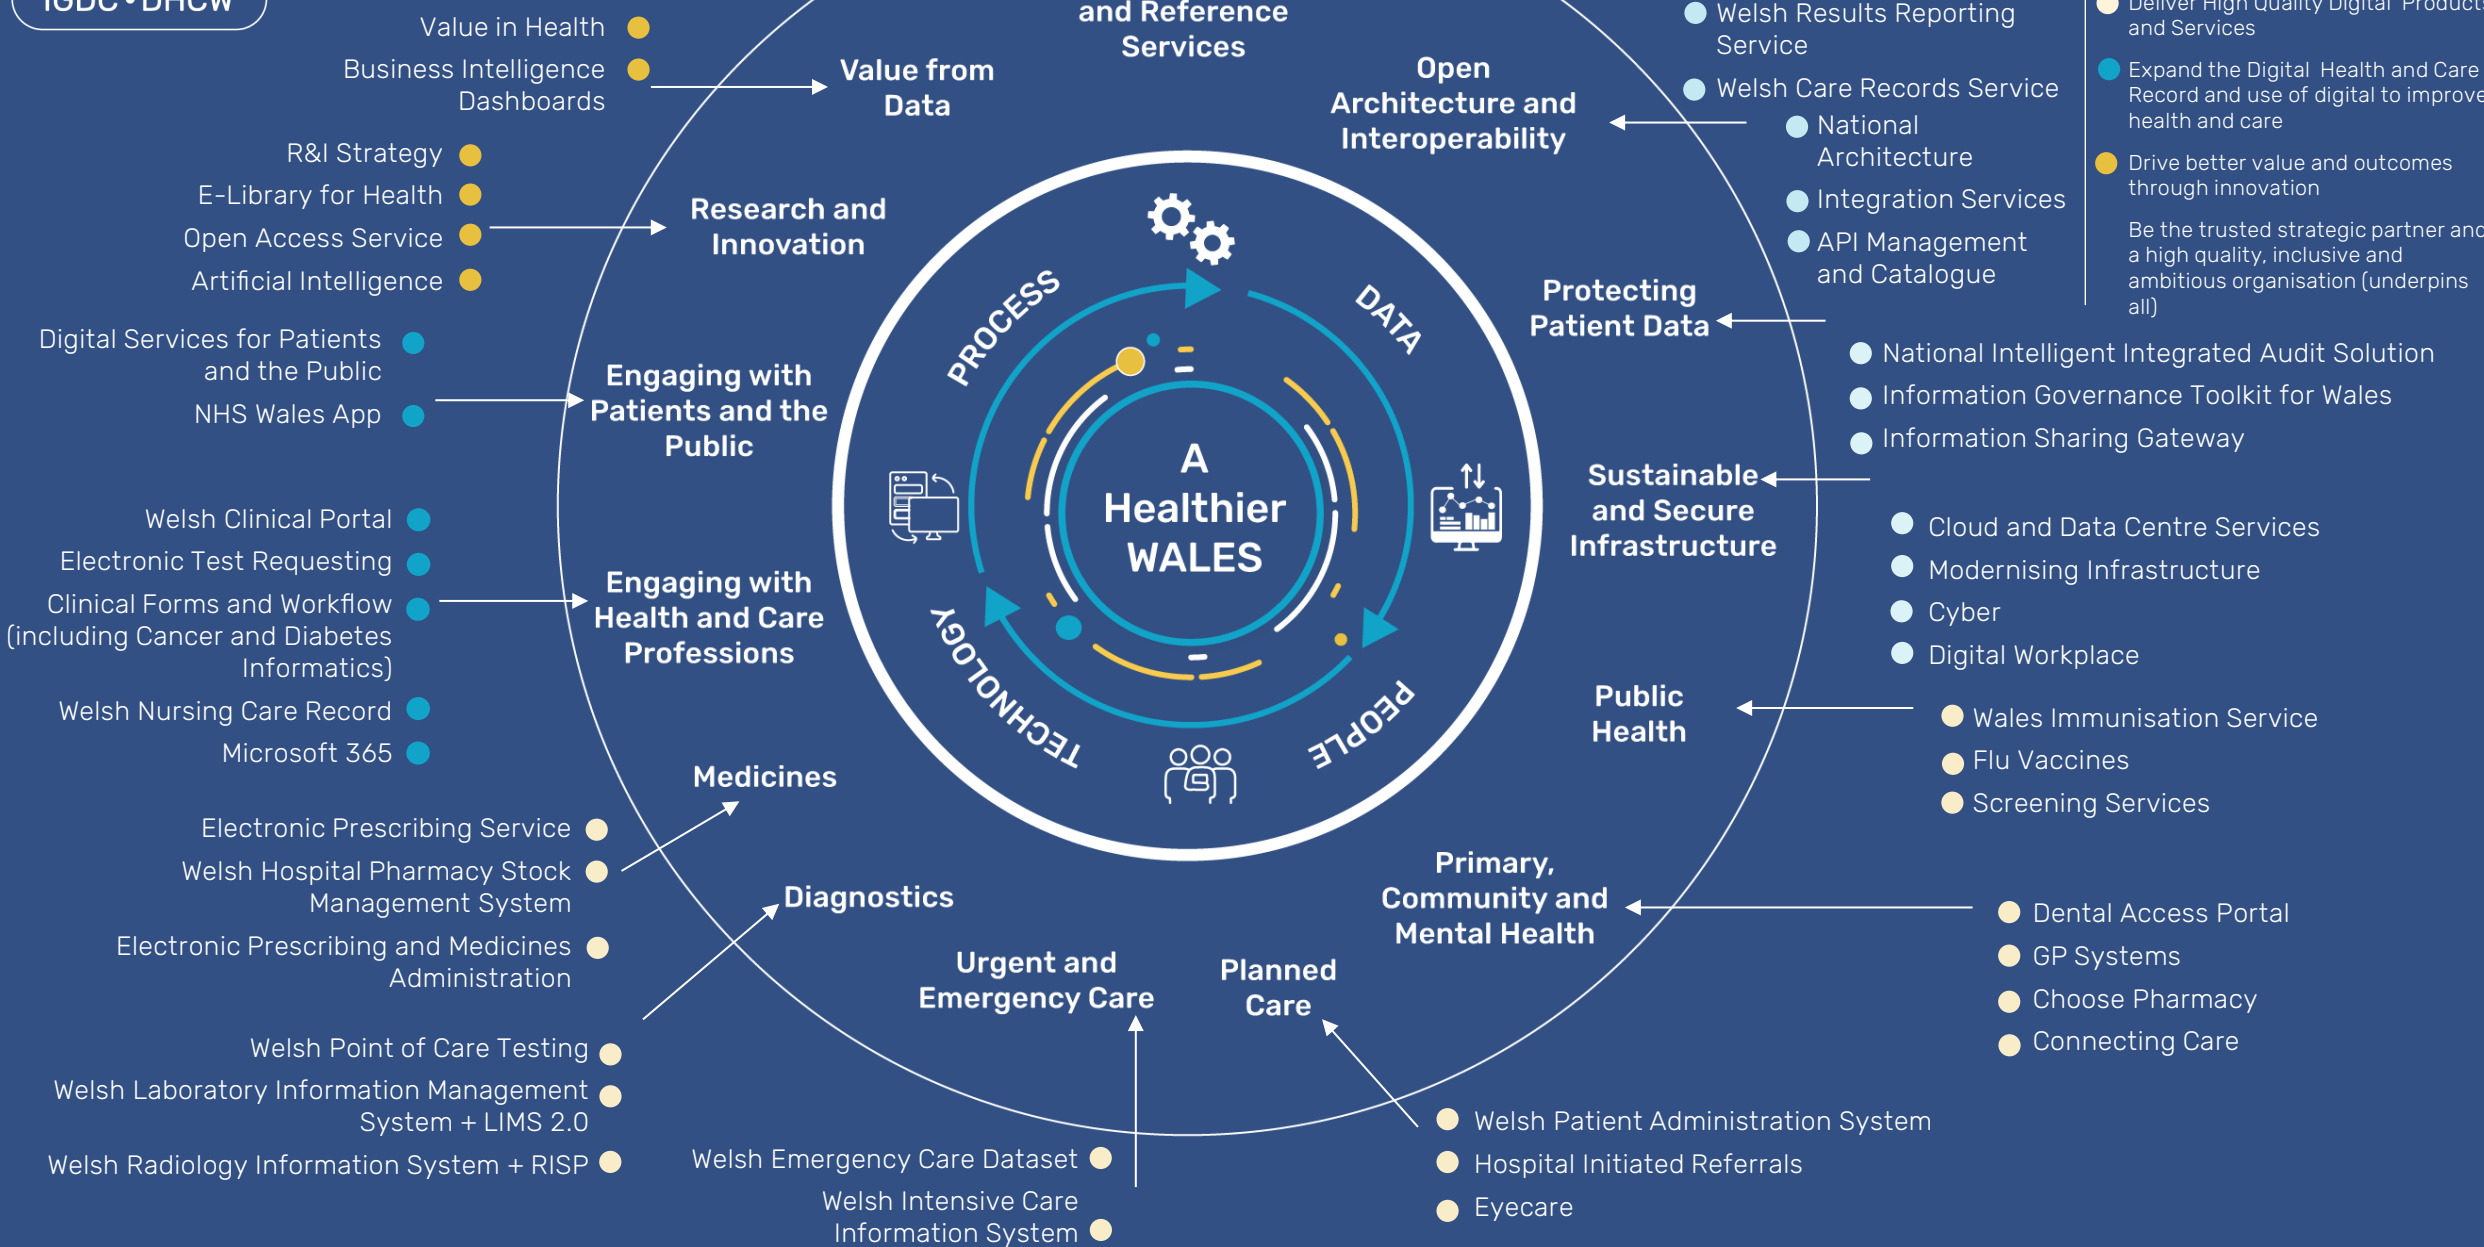 IGDC • DHCW
Value in Health
Business Intelligence
Dashboards
R&I Strategy
E-Library for Health
Open Access Service
Artificial Intelligence
Digital Services for Patients
and the Public
NHS Wales App
Welsh Clinical Portal
Electronic Test Requesting
Clinical Forms and Workflow
(including Cancer and Diabetes
Informatics)
Welsh Nursing Care Record
Microsoft 365
Electronic Prescribing Service
Welsh Hospital Pharmacy Stock
Management System
Electronic Prescribing and Medicines
Administration
Welsh Point of Care Testing
Welsh Laboratory Information Management
System + LIMS 2.0
Welsh Radiology Information System + RISP
Value from
Data
Research and
Innovation
Engaging with
Patients and the
Public
Engaging with
Health and Care
Professions
Medicines
Diagnostics
Urgent and
Emergency Care
Welsh Emergency Care Dataset
Welsh Intensive Care
Information System
and Reference
Services
PROCESS
DATA
PEOPLE
TECHNOLOGY
A
Healthier
WALES
Open
Architecture and
Interoperability
Protecting
Patient Data
Sustainable
and Secure
Infrastructure
Public
Health
Primary,
Community and
Mental Health
Planned
Care
Welsh Results Reporting
Service
Welsh Care Records Service
National
Architecture
Integration Services
API Management
and Catalogue
National Intelligent Integrated Audit Solution
Information Governance Toolkit for Wales
Information Sharing Gateway
Cloud and Data Centre Services
Modernising Infrastructure
Cyber
Digital Workplace
Wales Immunisation Service
Flu Vaccines
Screening Services
Dental Access Portal
GP Systems
Choose Pharmacy
Connecting Care
Welsh Patient Administration System
Hospital Initiated Referrals
Eyecare
Deliver High Quality Digital Products
and Services
Expand the Digital Health and Care
Record and use of digital to improve
health and care
Drive better value and outcomes
through innovation
Be the trusted strategic partner and
a high quality, inclusive and
ambitious organisation (underpins
all)